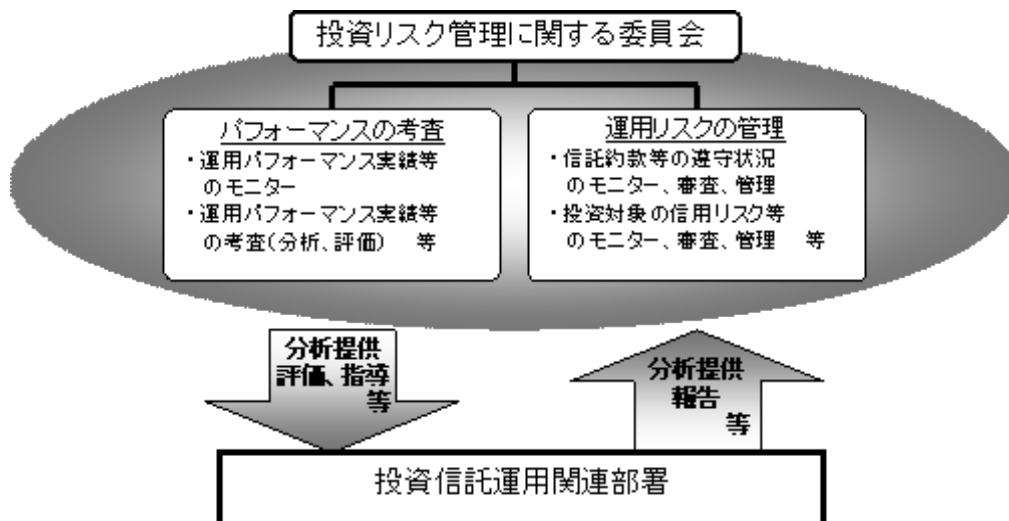 投資リスク管理に関する委員会
パフォーマンスの考査
・運用パフォーマンス実績等
のモニター
・運用パフォーマンス実績等
の考査(分析、評価) 等
運用リスクの管理
・信託約款等の遵守状況
のモニター、審査、管理
・投資対象の信用リスク等
のモニター、審査、管理 等
分析提供
評価、指導
等
分析提供
報告
等
投資信託運用関連部署